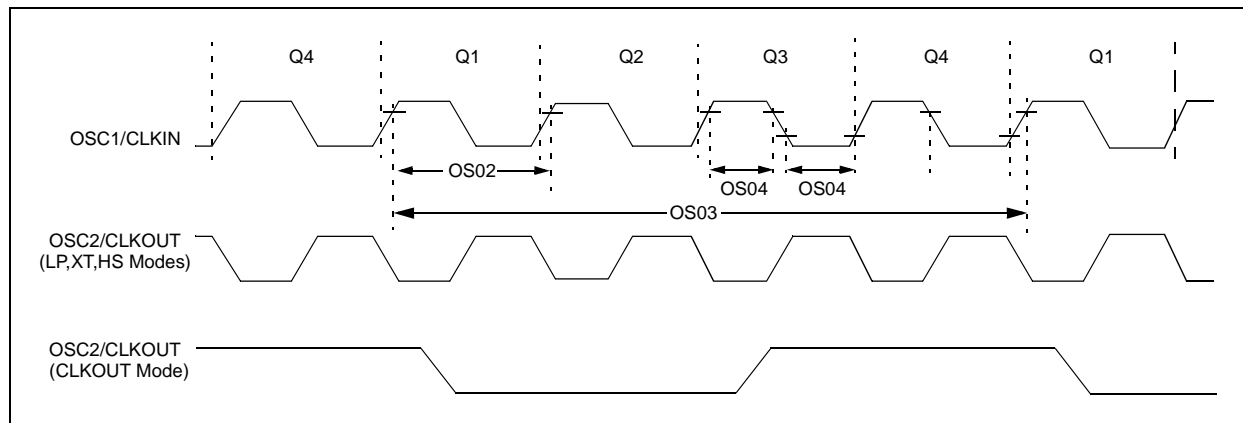 Q4 Q1 Q2 Q3 Q4 Q1
OSC1/CLKIN
OS02
OS04 OS04
OS03
OSC2/CLKOUT
(LP,XT,HS Modes)
OSC2/CLKOUT
(CLKOUT Mode)